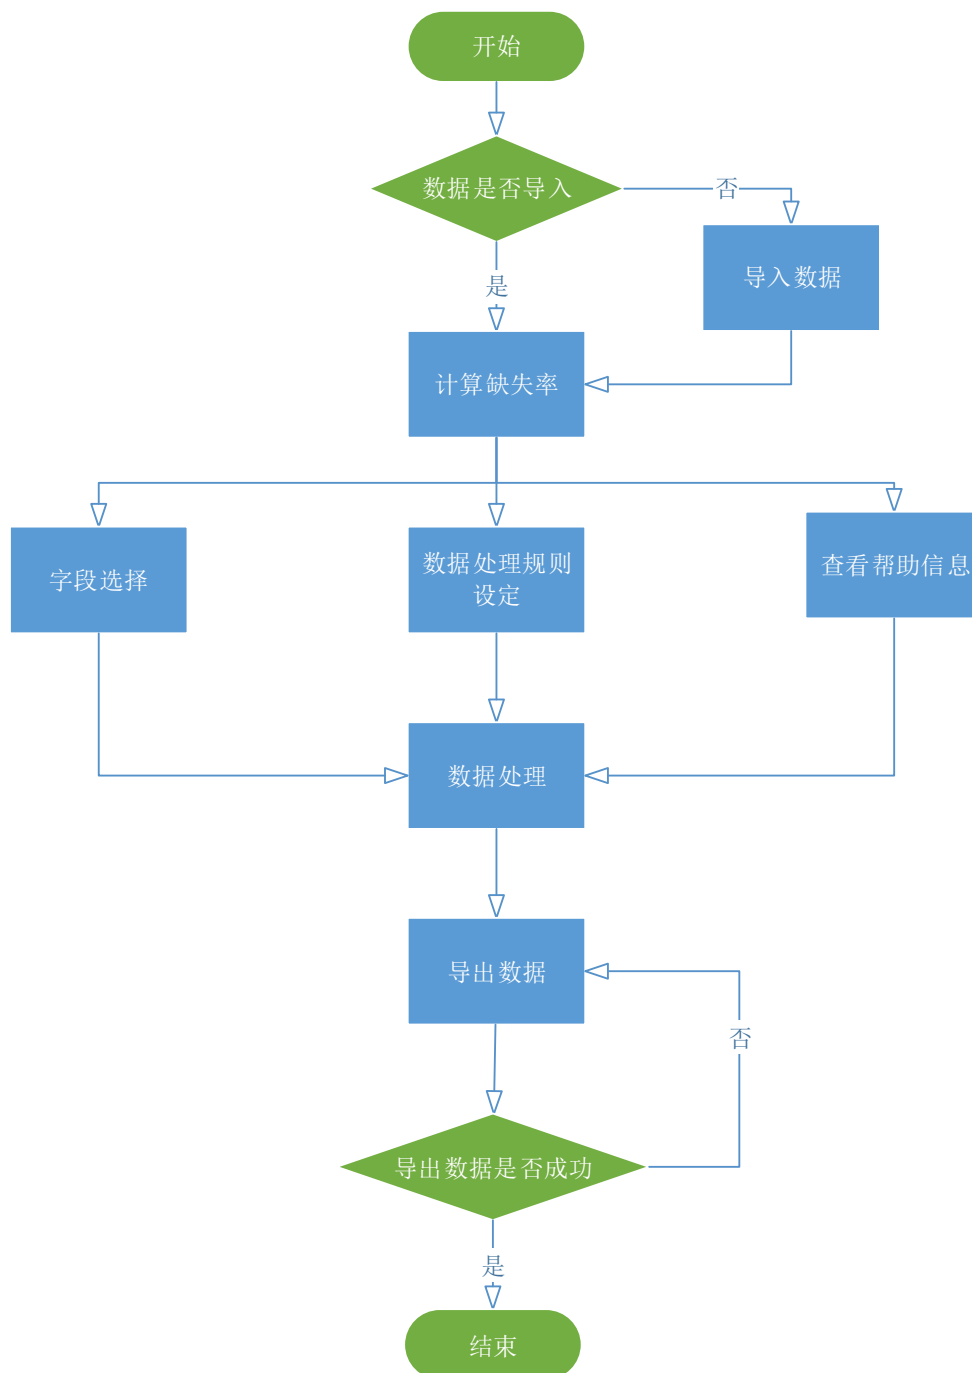 开始
数据是否导入
否
导入数据
是
计算缺失率
字段选择
数据处理规则
设定
查看帮助信息
数据处理
导出数据
否
导出数据是否成功
是
结束